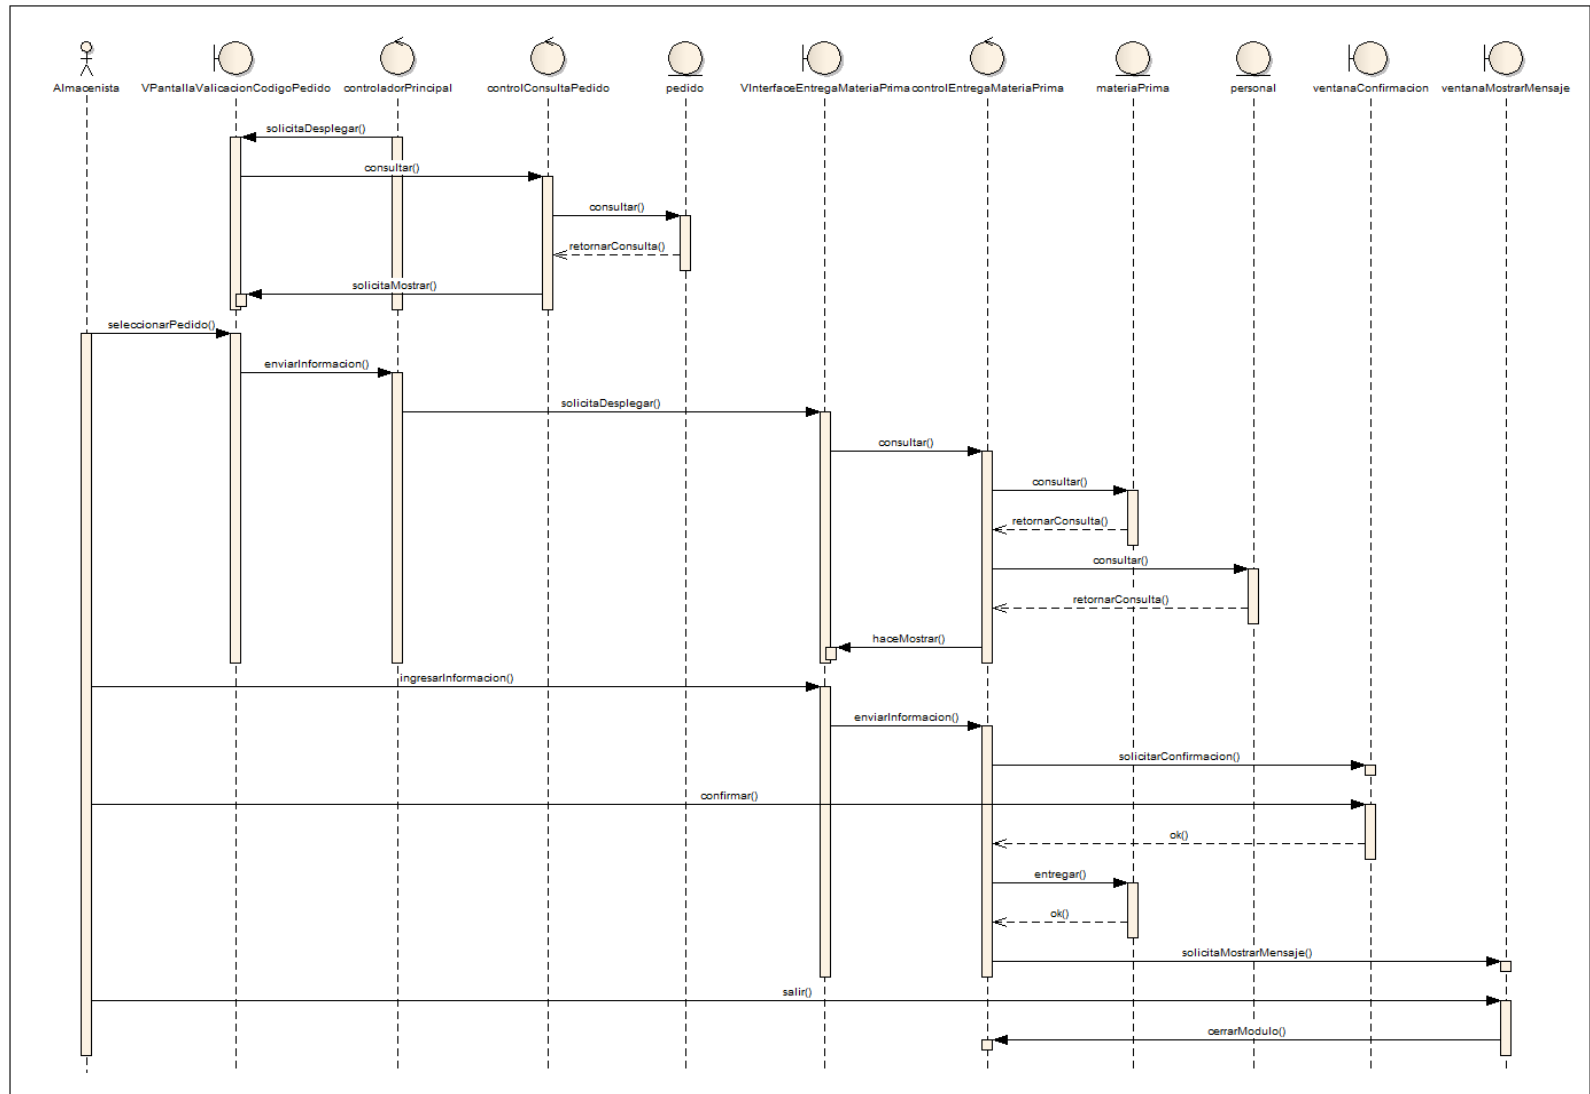 Almacenista
VPantallaValicacionCodigoPedido
controladorPrincipal
controlConsultaPedido
pedido
VInterfaceEntregaMateriaPrima
controlEntregaMateriaPrima
materiaPrima
personal
ventanaConfirmacion
ventanaMostrarMensaje
solicitaDesplegar()
consultar()
consultar()
retornarConsulta()
solicitaMostrar()
seleccionarPedido()
enviarInformacion()
solicitaDesplegar()
consultar()
consultar()
retornarConsulta()
consultar()
retornarConsulta()
haceMostrar()
ingresarInformacion()
enviarInformacion()
solicitarConfirmacion()
confirmar()
ok()
entregar()
ok()
solicitaMostrarMensaje()
salir()
cerrarModulo()